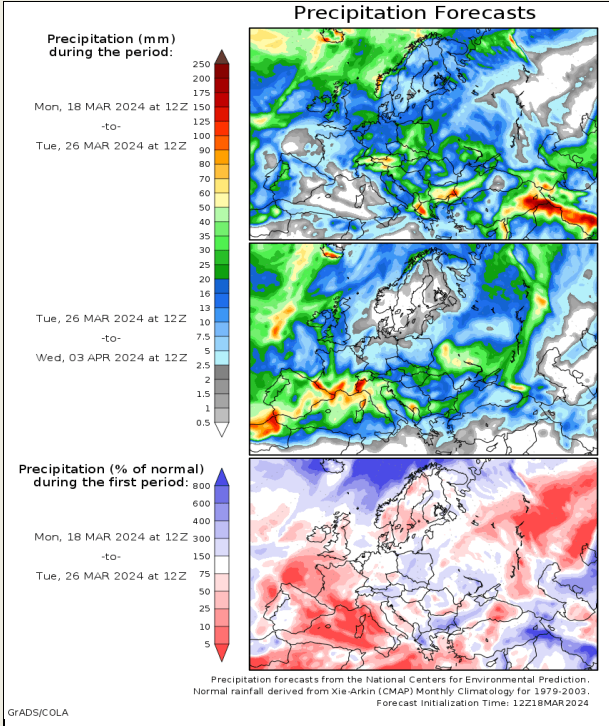 Precipitation Forecasts
Precipitation (mm)
during the period:
Mon, 18 MAR 2024 at 12Z
-to-
Tue, 26 MAR 2024 at 12Z
250
200
175
150
125
100
90
80
70
60
50
40
35
30
25
20
16
13
10
7.5
5
2.5
2
1.5
1
0.5
Tue, 26 MAR 2024 at 12Z
-to-
Wed, 03 APR 2024 at 12Z
Precipitation (% of normal)
during the first period:
Mon, 18 MAR 2024 at 12Z
-to-
Tue, 26 MAR 2024 at 12Z
800
600
400
300
150
75
50
25
10
5
Precipitation forecasts from the National Centers for Environmental Prediction.
Normal rainfall derived from Xie-Arkin (CMAP) Monthly Climatology for 1979-2003.
Forecast Initialization Time: 12Z18MAR2024
GrADS/COLA